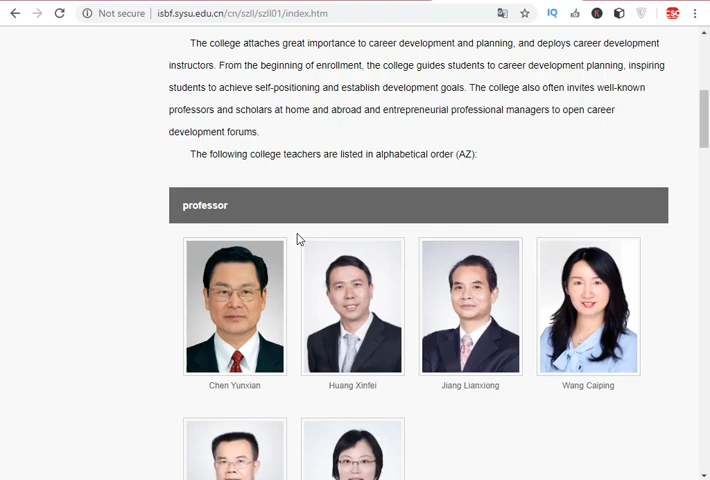 Not secure | isbf.sysu.edu.cn/cn/szll/szll01/index.htm
The college attaches great importance to career development and planning, and deploys career development
instructors. From the beginning of enrollment, the college guides students to career development planning, inspiring
students to achieve self-positioning and establish development goals. The college also often invites well-known
professors and scholars at home and abroad and entrepreneurial professional managers to open career
development forums.
The following college teachers are listed in alphabetical order (AZ):
professor
Chen Yunxian
Huang Xinfei
Jiang Lianxiong
Wang Caiping